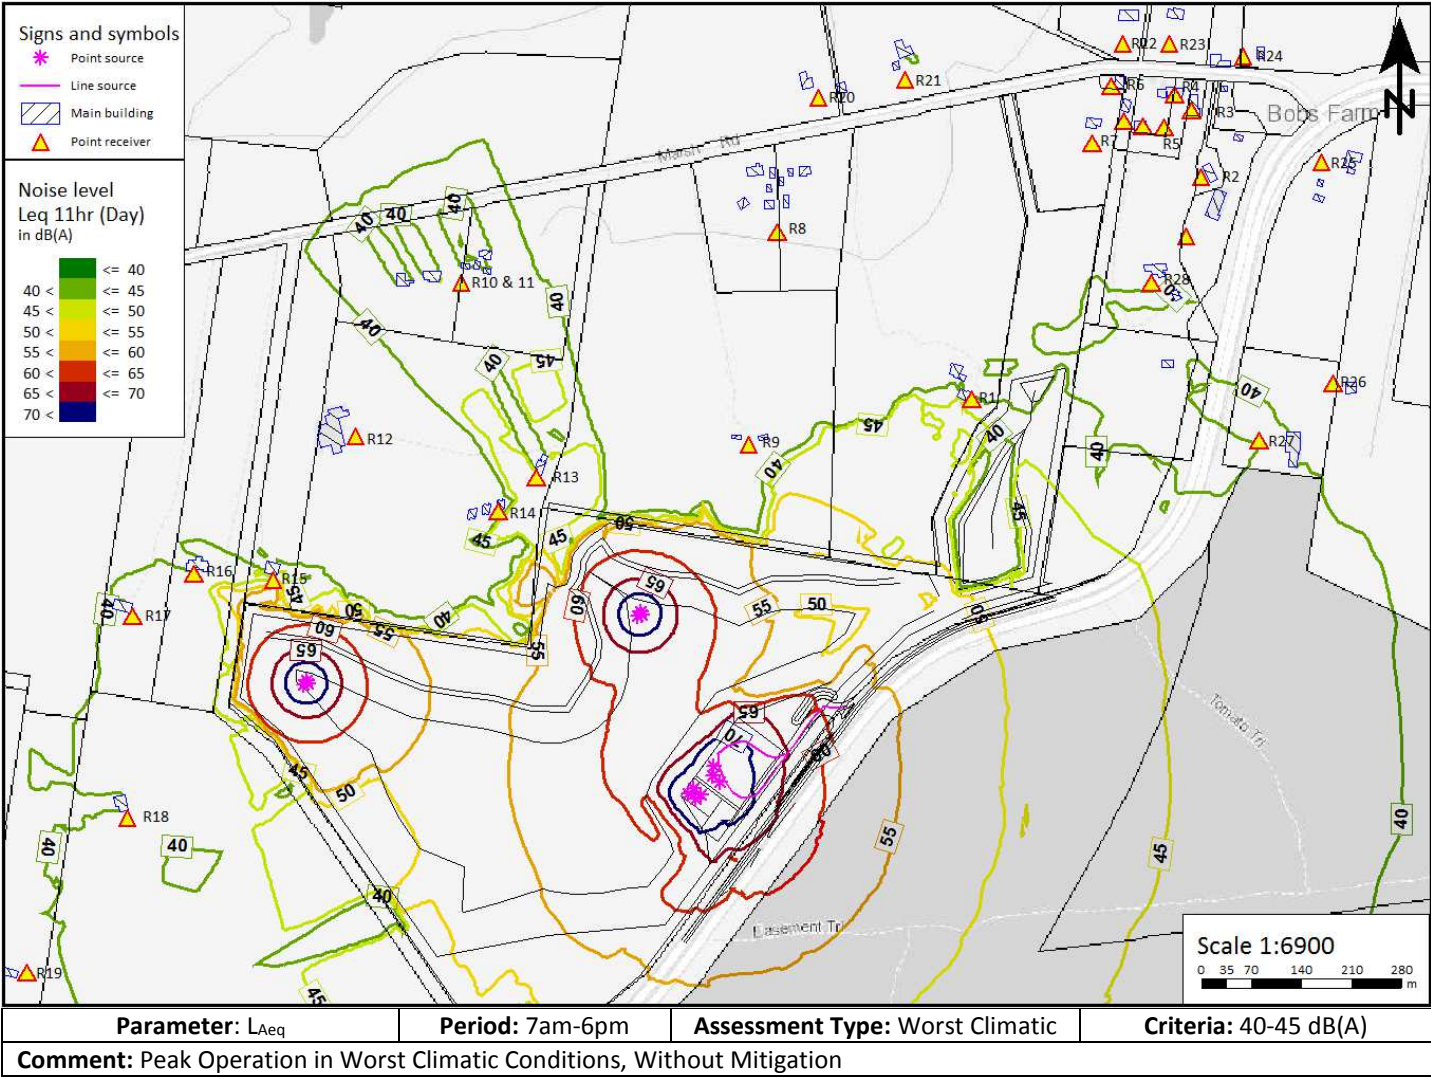 Signs and symbols
Point source
Line source
Main building
Point receiver
Noise level
Leq 11hr (Day)
in dB(A)
<= 40
40 < <= 45
45 < <= 50
50 < <= 55
55 < <= 60
60 < <= 65
65 < <= 70
70 <
N
Bobs Farm
Marsh Rd
Tomato Trl
Easement Trl
R22
R23
R24
R21
R20
R6
R4
R3
R7
R5
R25
R2
R8
R10 & 11
R28
R1
R26
R27
R12
R9
R13
R14
R16
R15
R17
R18
R19
40
40
40
40
40
45
40
40
45
40
40
40
45
40
50
45
45
40
45
50
55
40
60
65
60
65
55
50
55
50
65
70
60
45
50
40
40
40
40
45
55
45
40
Scale 1:6900
0 35 70 140 210 280
m
Parameter: LAeq
Period: 7am-6pm
Assessment Type: Worst Climatic
Criteria: 40-45 dB(A)
Comment: Peak Operation in Worst Climatic Conditions, Without Mitigation